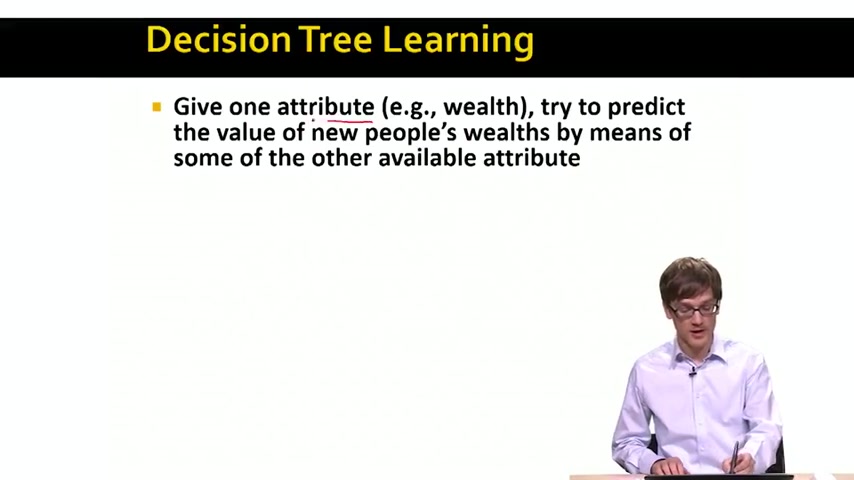 Decision Tree Learning
Give one attribute (e.g., wealth), try to predict
the value of new people's wealths by means of
some of the other available attribute